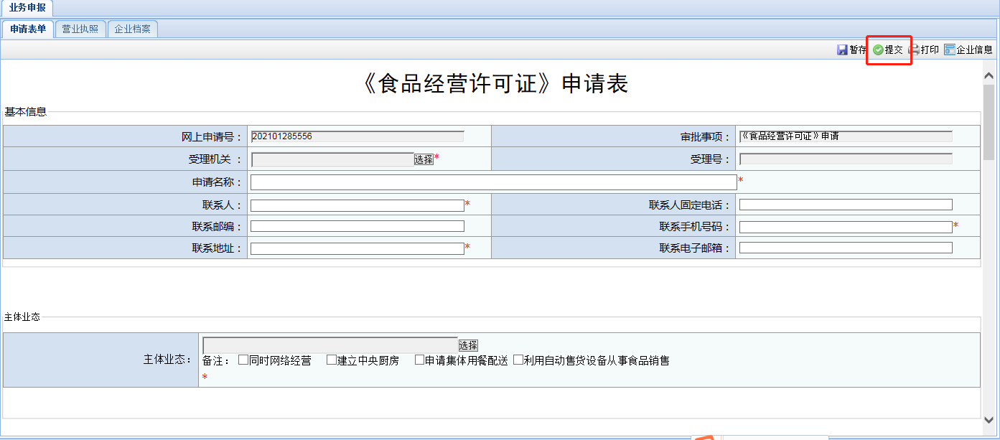 业务申报
申请表单 营业执照 企业档案
暂存 提交 打印 企业信息
《食品经营许可证》申请表
基本信息
网上申请号： 202101285556 审批事项： 《食品经营许可证》申请
受理机关 ： 选择* 受理号：
申请名称： *
联系人： * 联系人固定电话：
联系邮编： 联系手机号码： *
联系地址： * 联系电子邮箱：
主体业态
主体业态： 选择
备注： 同时网络经营 建立中央厨房 申请集体用餐配送 利用自动售货设备从事食品销售
*